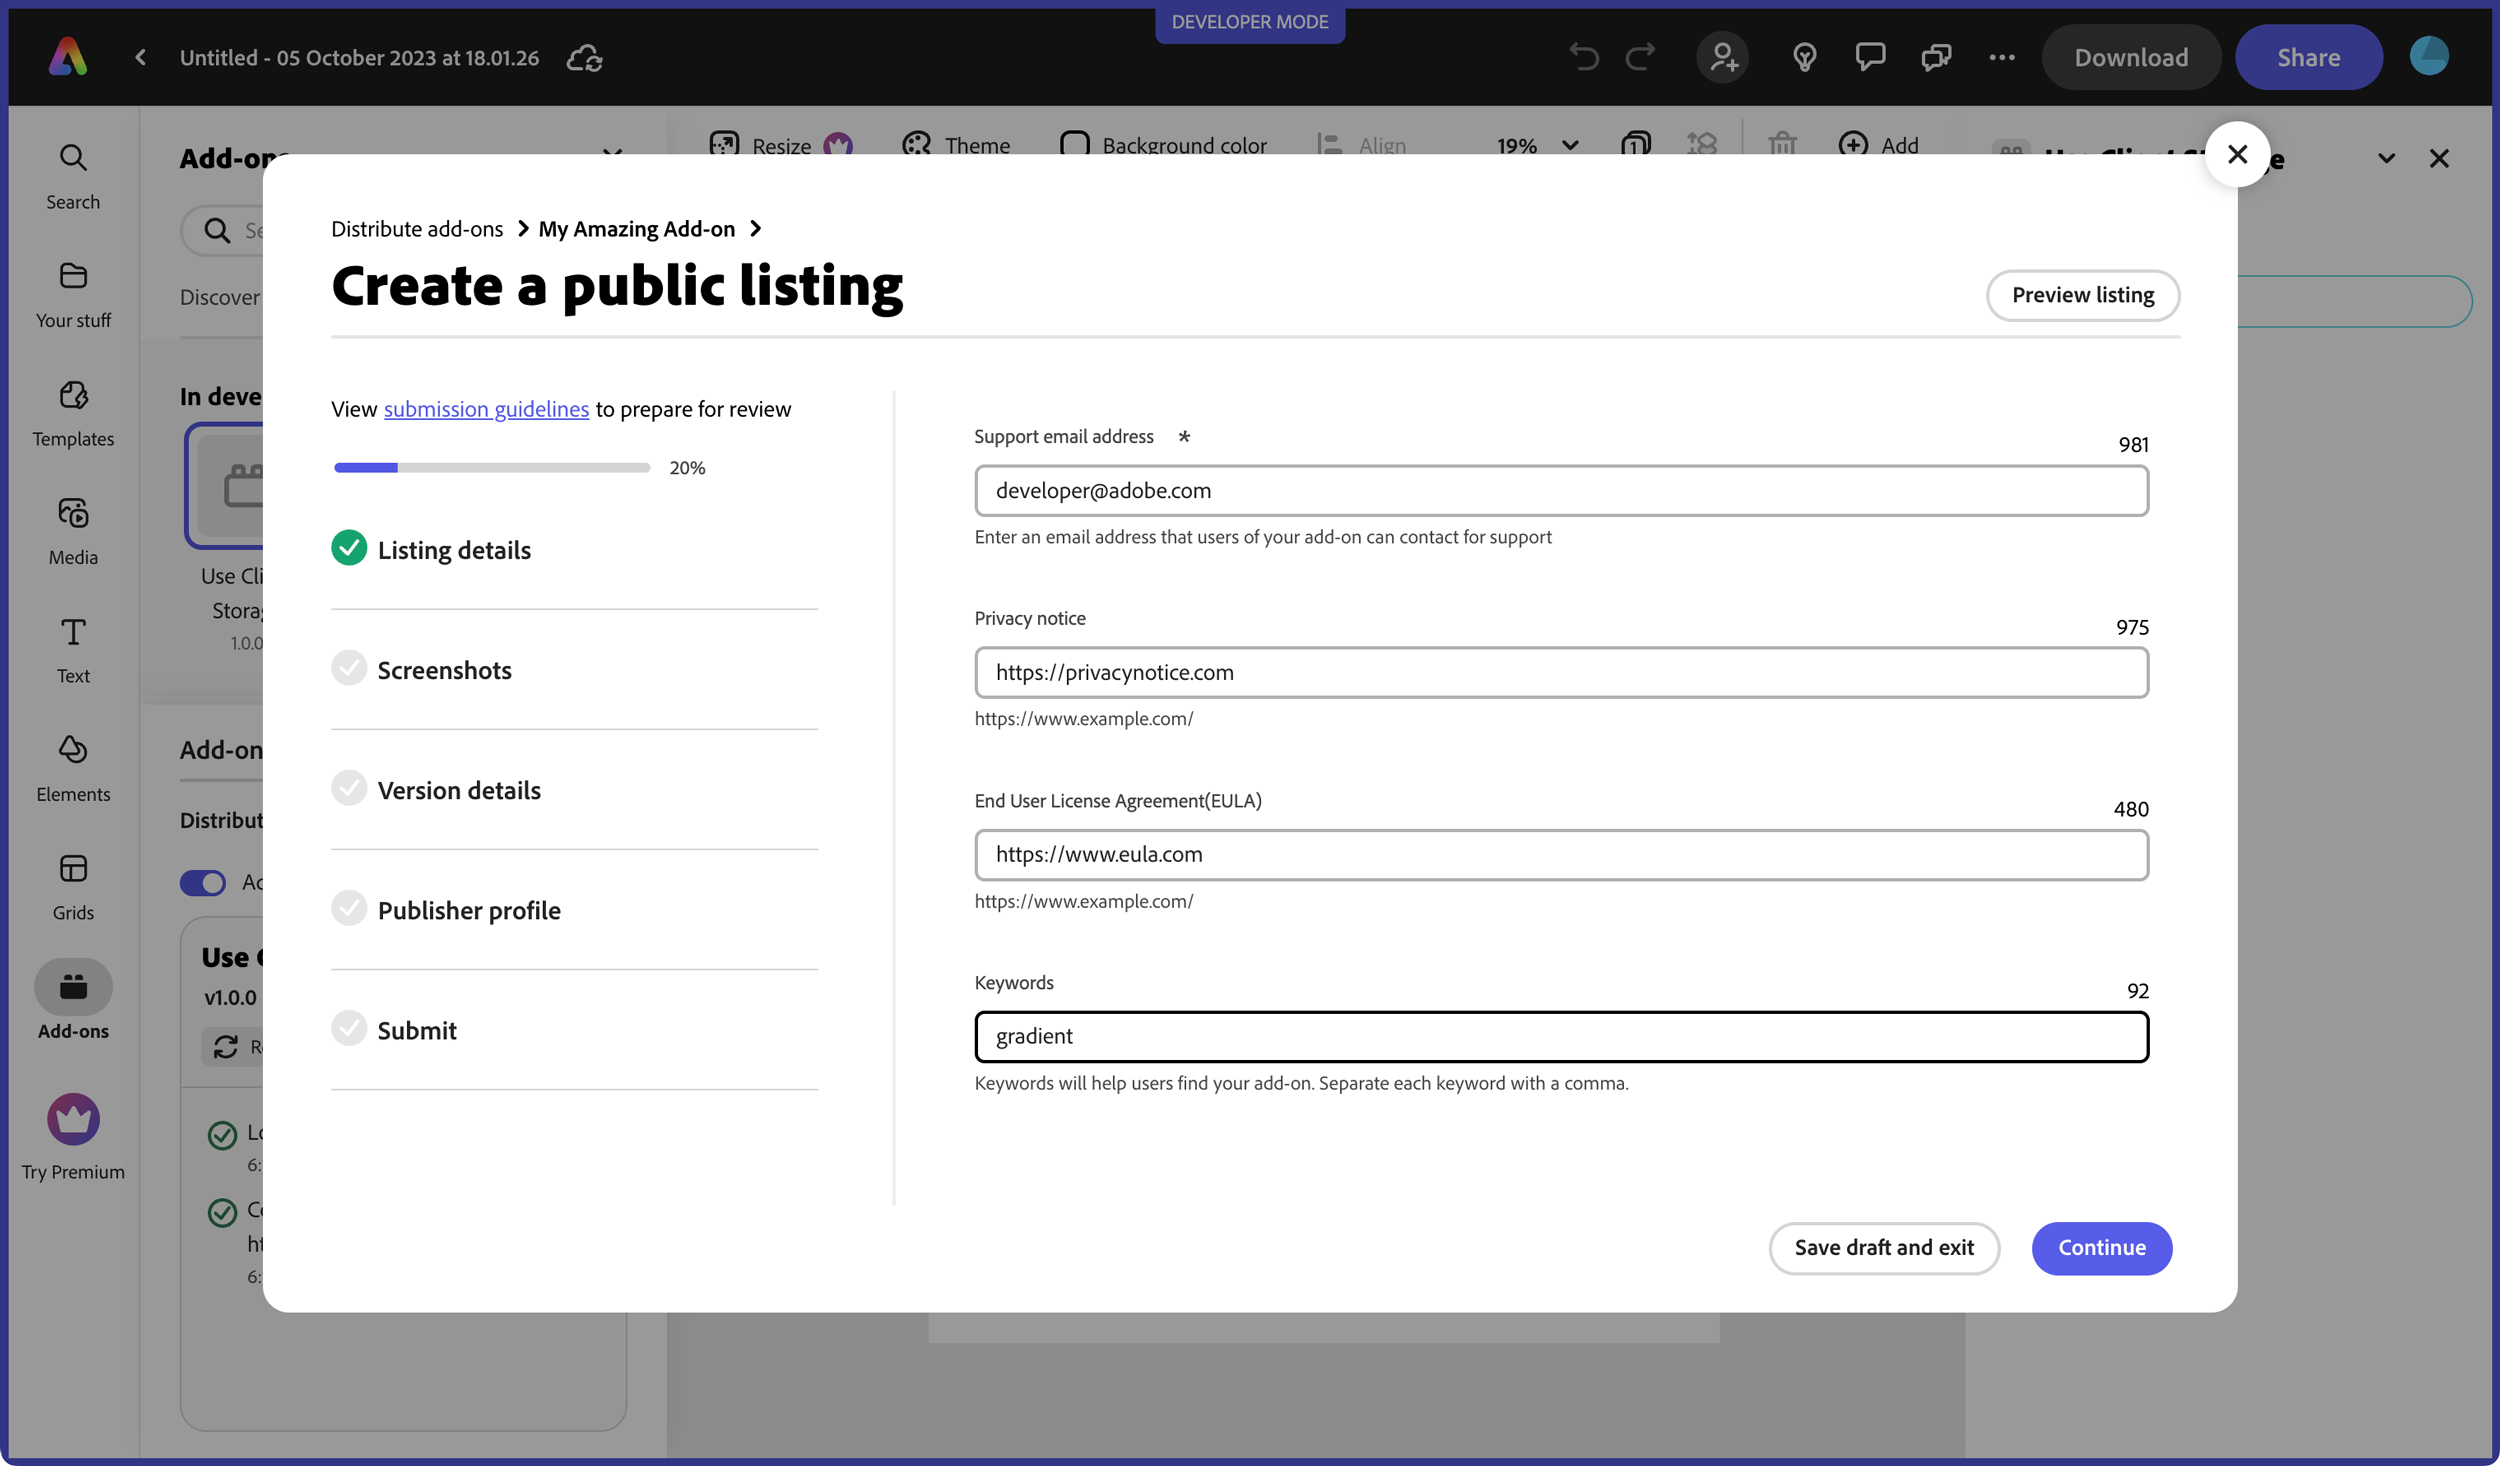 DEVELOPER MODE
Untitled - 05 October 2023 at 18.01.26
Download
Share
Search
Your stuff
Templates
Media
Text
Elements
Grids
Add-ons
Try Premium
Resize
Theme
Background color
Align
19%
1
Add
Discover
In deve
Use Cli
Storag
1.0.0
Add-on
Distribut
Use
v1.0.0
6:
ht
6:
Distribute add-ons > My Amazing Add-on >
Create a public listing
Preview listing
View submission guidelines to prepare for review
20%
Listing details
Screenshots
Version details
Publisher profile
Submit
Support email address *
981
developer@adobe.com
Enter an email address that users of your add-on can contact for support
Privacy notice
975
https://privacynotice.com
https://www.example.com/
End User License Agreement(EULA)
480
https://www.eula.com
https://www.example.com/
Keywords
92
gradient
Keywords will help users find your add-on. Separate each keyword with a comma.
Save draft and exit
Continue